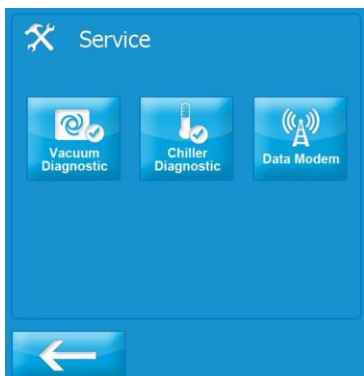 Service
Vacuum
Diagnostic
Chiller
Diagnostic
Data Modem